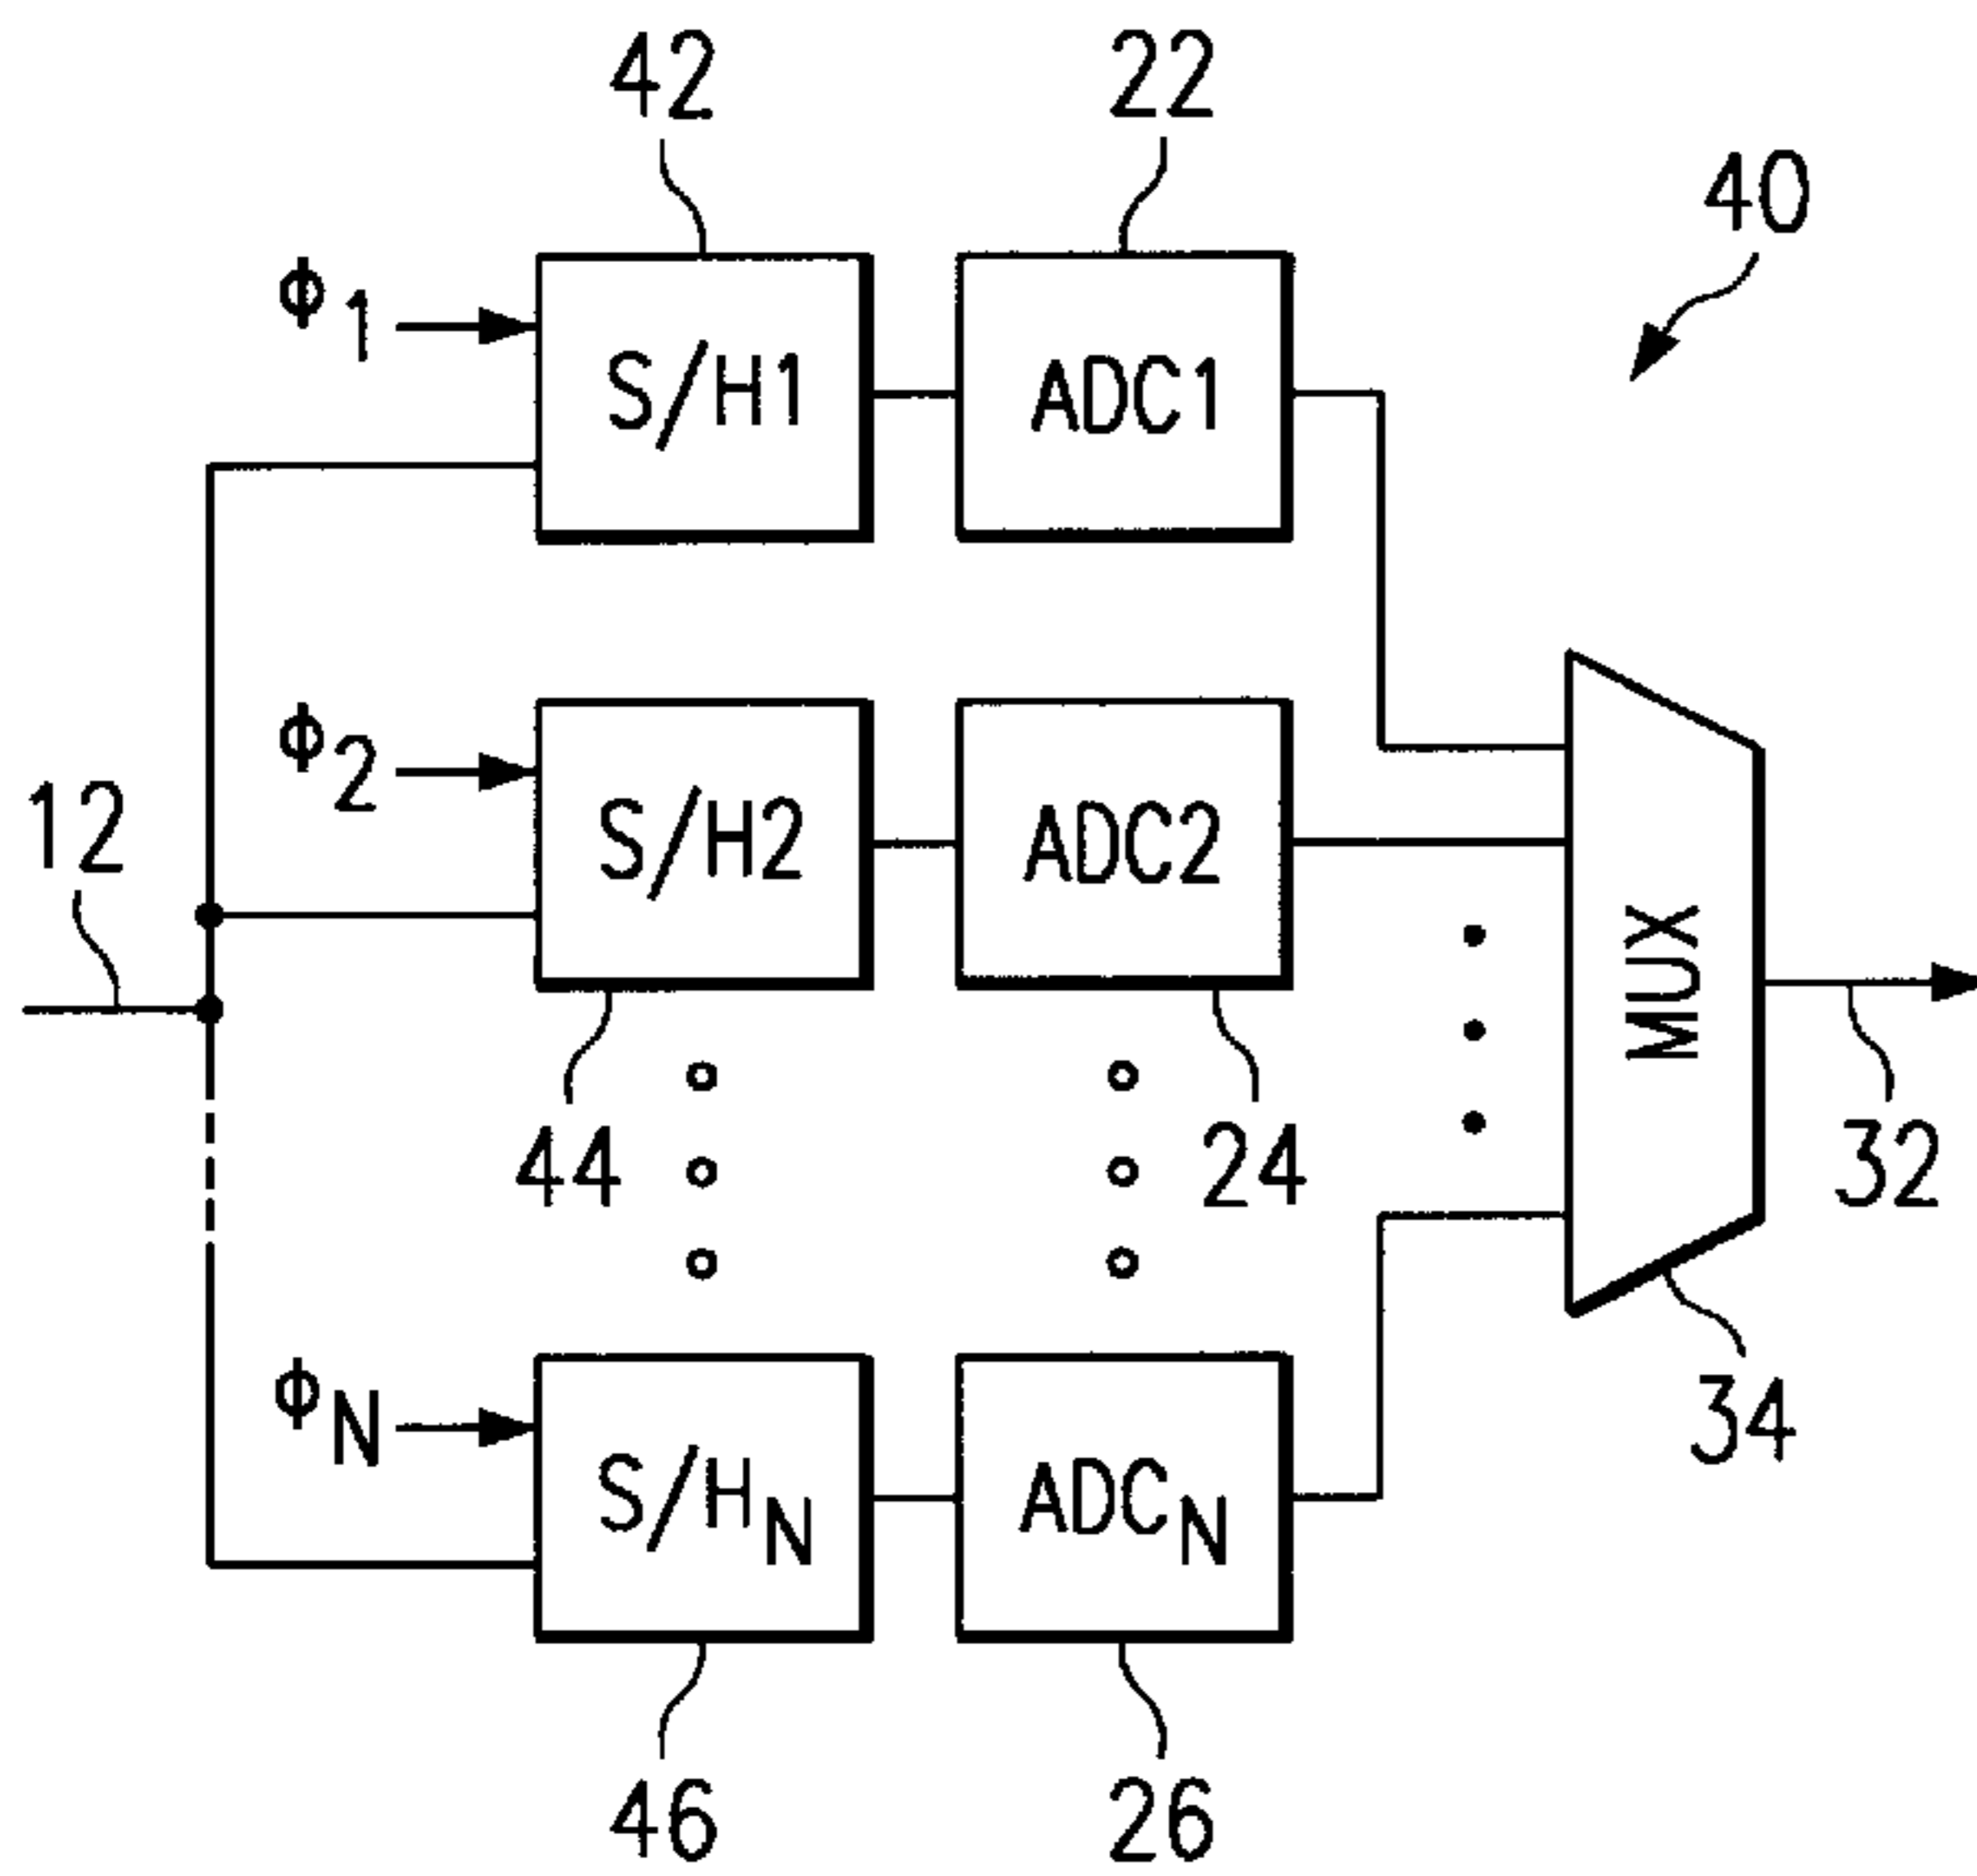 42
22
40
ϕ1
S/H1
ADC1
ϕ2
S/H2
ADC2
12
MUX
44
24
32
ϕN
S/HN
ADCN
34
46
26